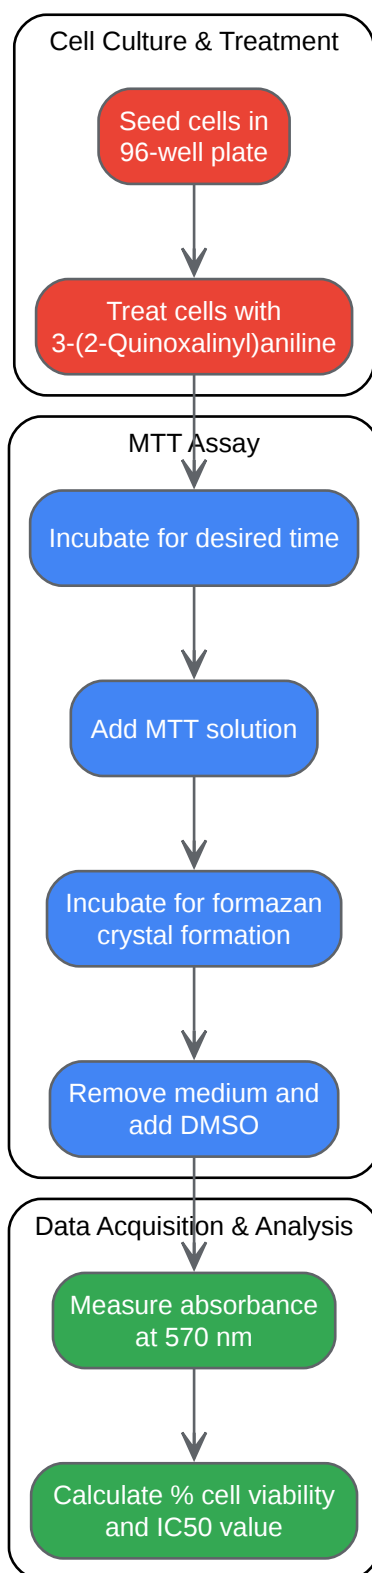 Cell Culture & Treatment
Seed cells in
96-well plate
Treat cells with
3-(2-Quinoxalinyl)aniline
MTT Assay
Incubate for desired time
Add MTT solution
Incubate for formazan
crystal formation
Remove medium and
add DMSO
Data Acquisition & Analysis
Measure absorbance
at 570 nm
Calculate % cell viability
and IC50 value